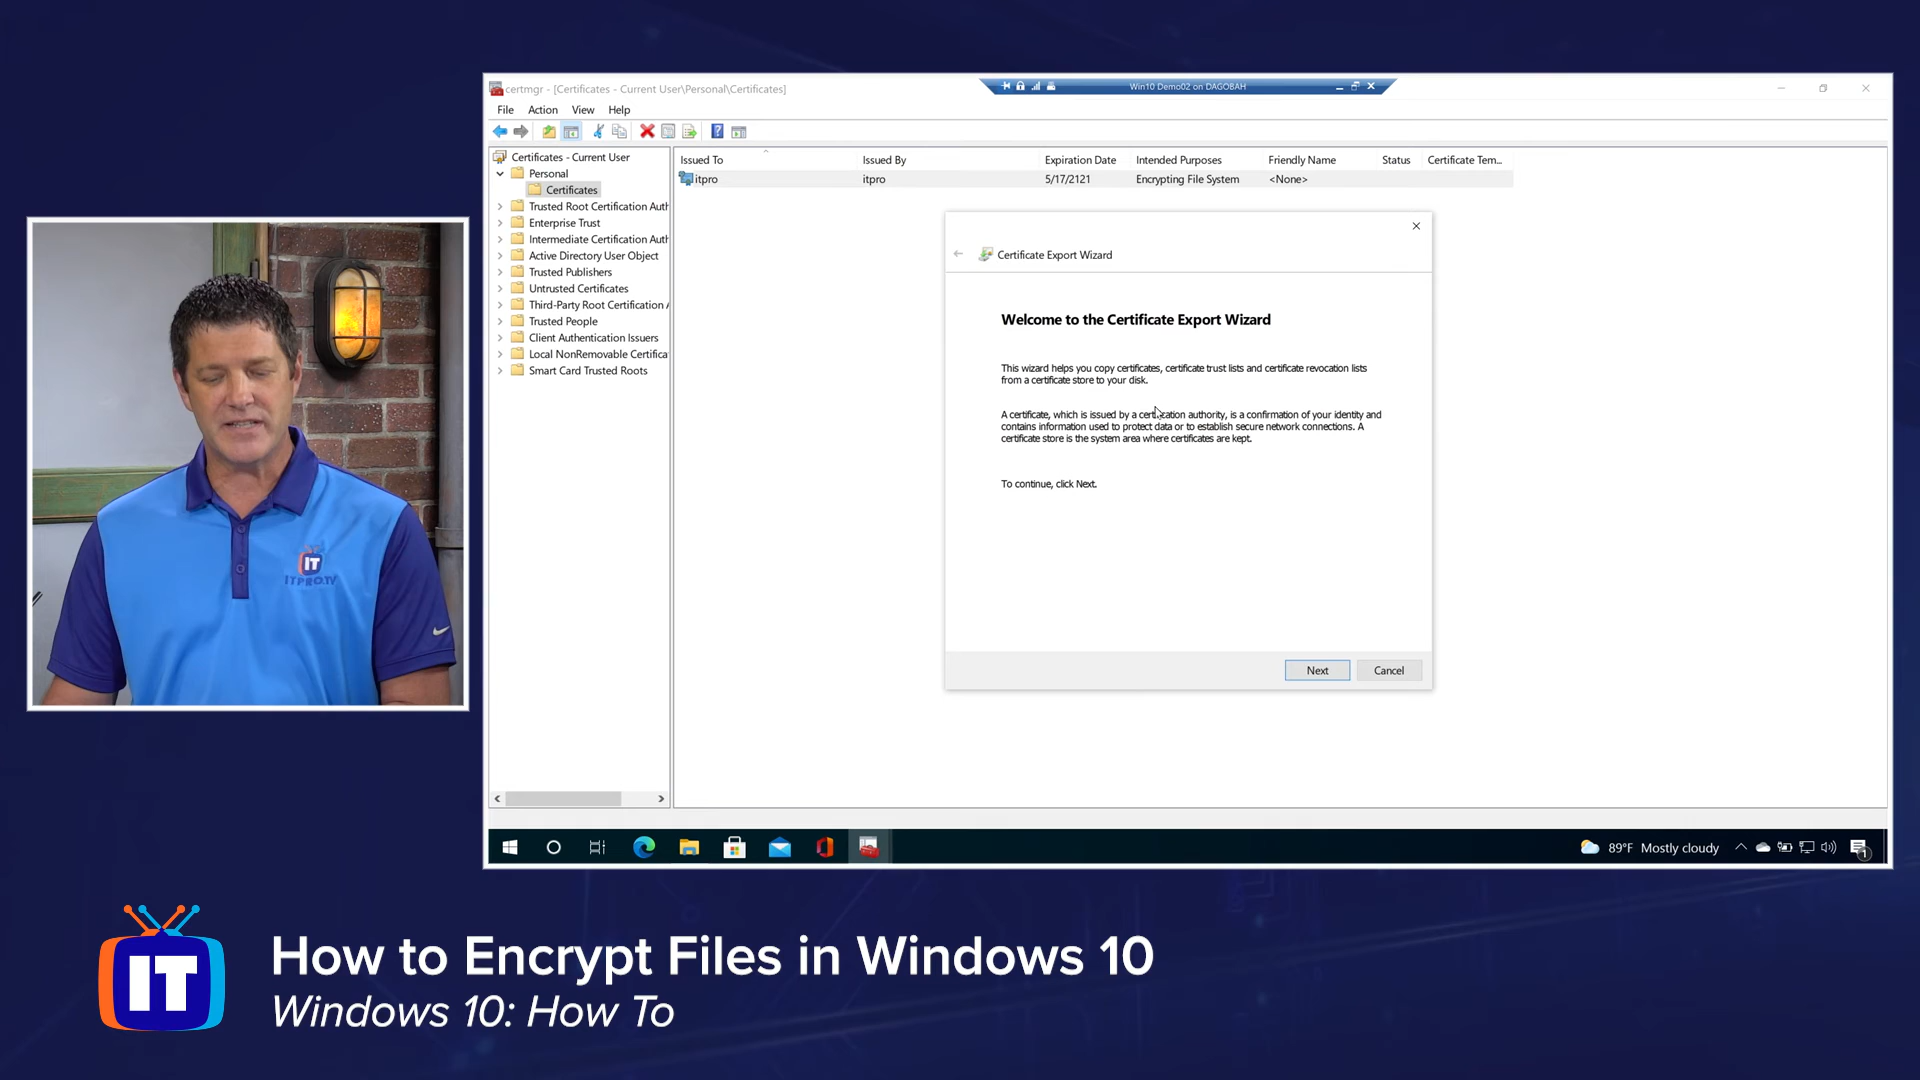 certmgr - [Certificates - Current User\Personal\Certificates]
Win10 Demo02 on DAGOBAH
File Action View Help
Certificates - Current User
Personal
Certificates
Trusted Root Certification Auth
Enterprise Trust
Intermediate Certification Auth
Active Directory User Object
Trusted Publishers
Untrusted Certificates
Third-Party Root Certification A
Trusted People
Client Authentication Issuers
Local NonRemovable Certifica
Smart Card Trusted Roots
Issued To Issued By Expiration Date Intended Purposes Friendly Name Status Certificate Tem...
itpro itpro 5/17/2121 Encrypting File System <None>
Certificate Export Wizard
Welcome to the Certificate Export Wizard
This wizard helps you copy certificates, certificate trust lists and certificate revocation lists
from a certificate store to your disk.
A certificate, which is issued by a certification authority, is a confirmation of your identity and
contains information used to protect data or to establish secure network connections. A
certificate store is the system area where certificates are kept.
To continue, click Next.
Next Cancel
89°F Mostly cloudy
1
IT
ITPRO.TV
IT
How to Encrypt Files in Windows 10
Windows 10: How To